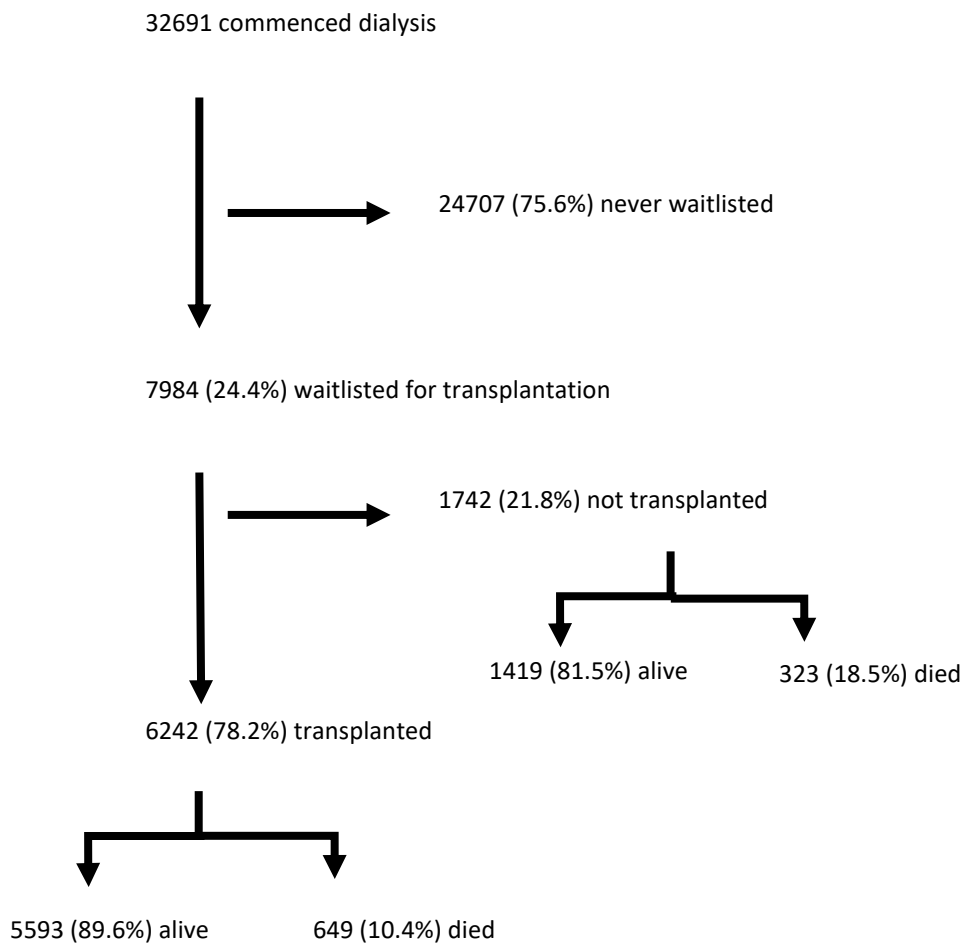 32691 commenced dialysis
24707 (75.6%) never waitlisted
7984 (24.4%) waitlisted for transplantation
1742 (21.8%) not transplanted
1419 (81.5%) alive
323 (18.5%) died
6242 (78.2%) transplanted
5593 (89.6%) alive
649 (10.4%) died